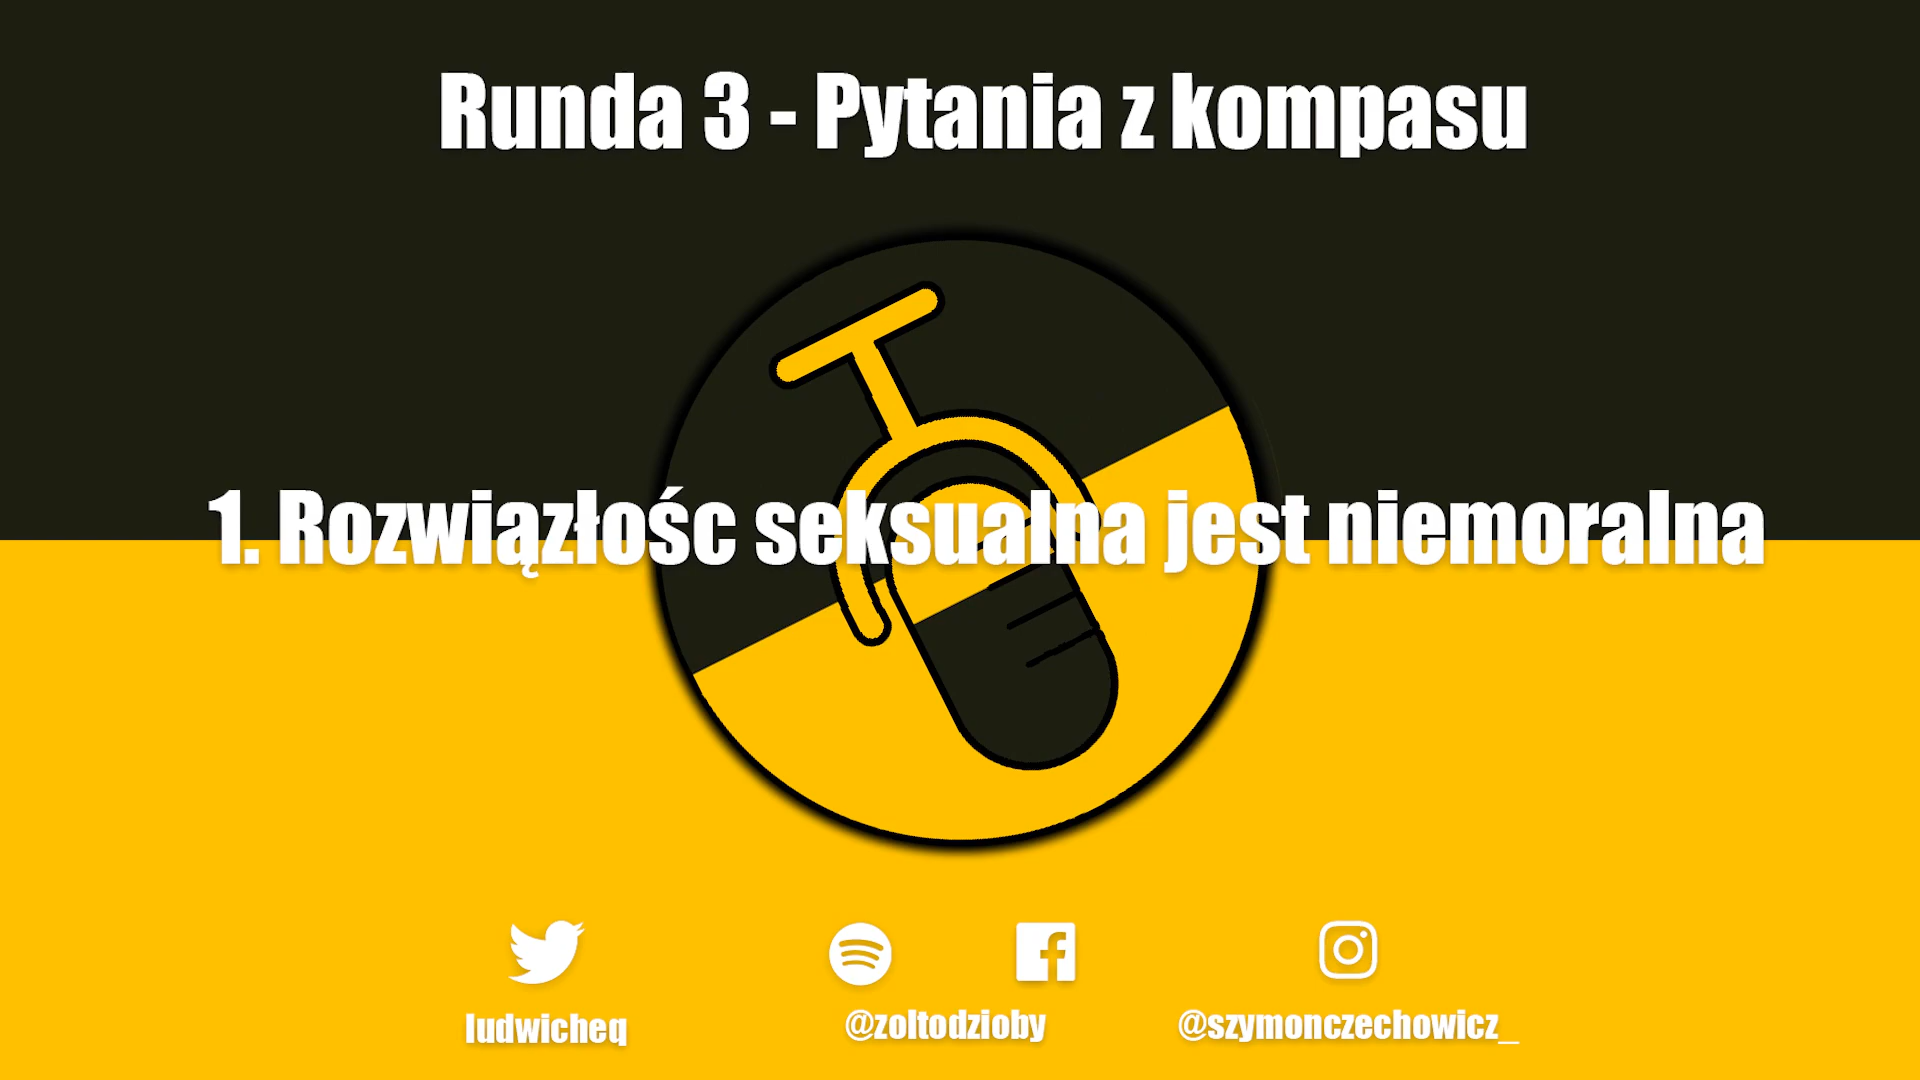 Runda 3 - Pytania z kompasu
1. Rozwiązłośc seksualna jest niemoralna
ludwicheq
@zoltodzioby
@szymonczechowicz_